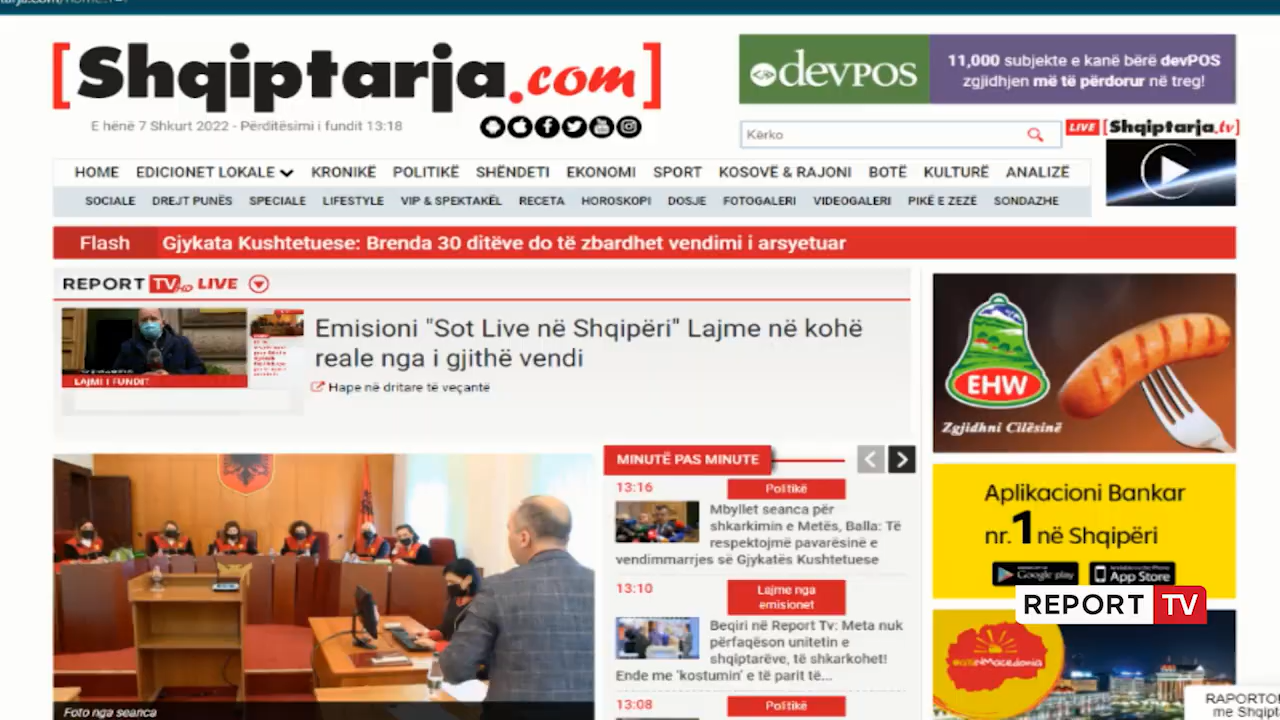 [Shqiptarja.com]
E hënë 7 Shkurt 2022 - Përditësimi i fundit 13:18
devPOS
11,000 subjekte e kanë bërë devPOS
zgjidhjen më të përdorur në treg!
Kërko
LIVE [Shqiptarja.tv]
HOME EDICIONET LOKALE KRONIKË POLITIKË SHËNDETI EKONOMI SPORT KOSOVË & RAJONI BOTË KULTURË ANALIZË
SOCIALE DREJT PUNËS SPECIALE LIFESTYLE VIP & SPEKTAKËL RECETA HOROSKOPI DOSJE FOTOGALERI VIDEOGALERI PIKË E ZEZË SONDAZHE
Flash Gjykata Kushtetuese: Brenda 30 ditëve do të zbardhet vendimi i arsyetuar
REPORT TV HD LIVE
LAJMI I FUNDIT
Emisioni "Sot Live në Shqipëri" Lajme në kohë
reale nga i gjithë vendi
Hape në dritare të veçantë
EHW
Zgjidhni Cilësinë
Foto nga seanca
MINUTË PAS MINUTE
13:16 Politikë
Mbyllet seanca për
shkarkimin e Metës, Balla: Të
respektojmë pavarësinë e
vendimmarrjes së Gjykatës Kushtetuese
13:10 Lajme nga
emisionet
Beqiri në Report Tv: Meta nuk
përfaqëson unitetin e
shqiptarëve, të shkarkohet!
Ende me 'kostumin' e të parit të...
13:08 Politikë
Aplikacioni Bankar
nr.1 në Shqipëri
Google play
App Store
REPORT TV
RAPORTO
me Shqipt